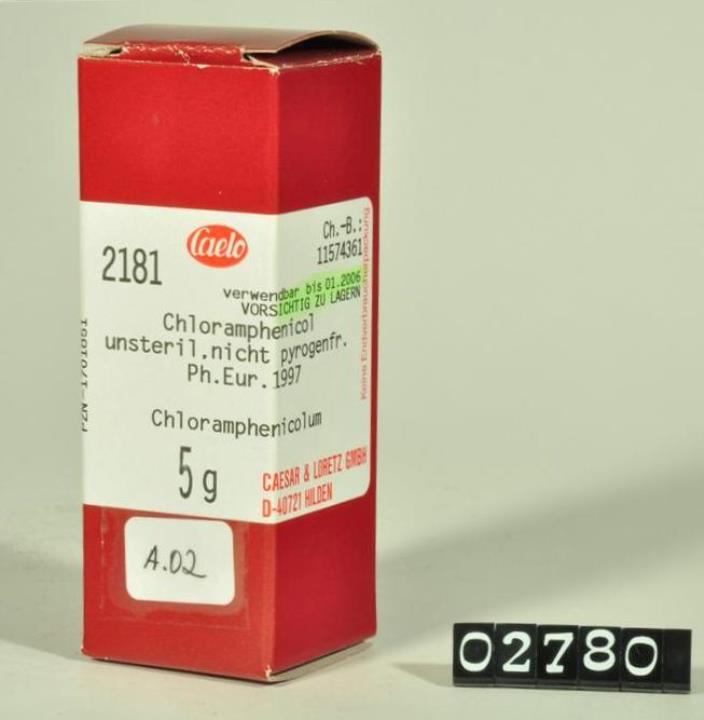 Caelo
2181
Ch.-B.:
11574361
verwendbar bis 01.2006
VORSICHTIG ZU LAGERN
Chloramphenicol
unsteril,nicht pyrogenfr.
Ph.Eur.1997
Chloramphenicolum
5 g
CAESAR & LORETZ GMBH
D-40721 HILDEN
Keine Endverbraucherpackung
A.02
02780